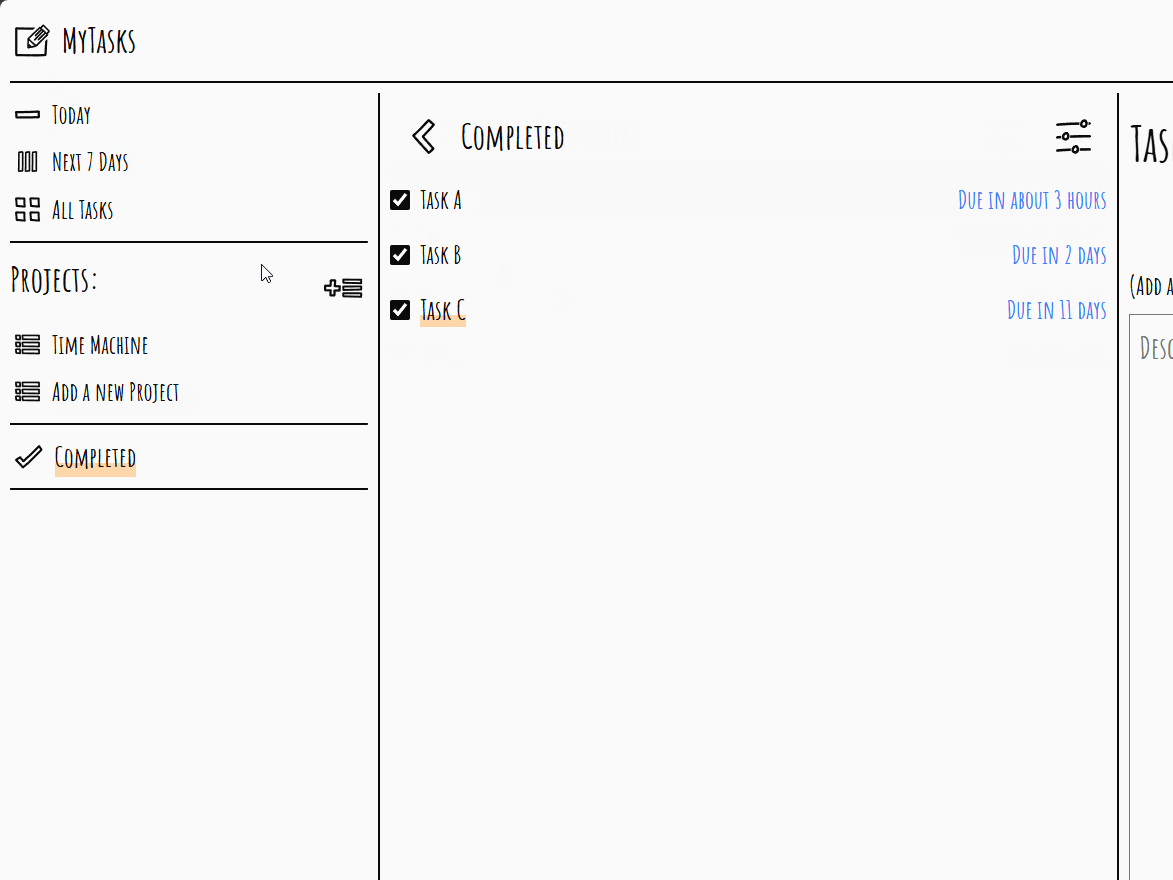 MyTasks
Today
Next 7 Days
All Tasks
Projects:
Time Machine
Add a new Project
Completed
Completed
Task A
Due in about 3 hours
Task B
Due in 2 days
Task C
Due in 11 days
Tas
(Add a
Desc